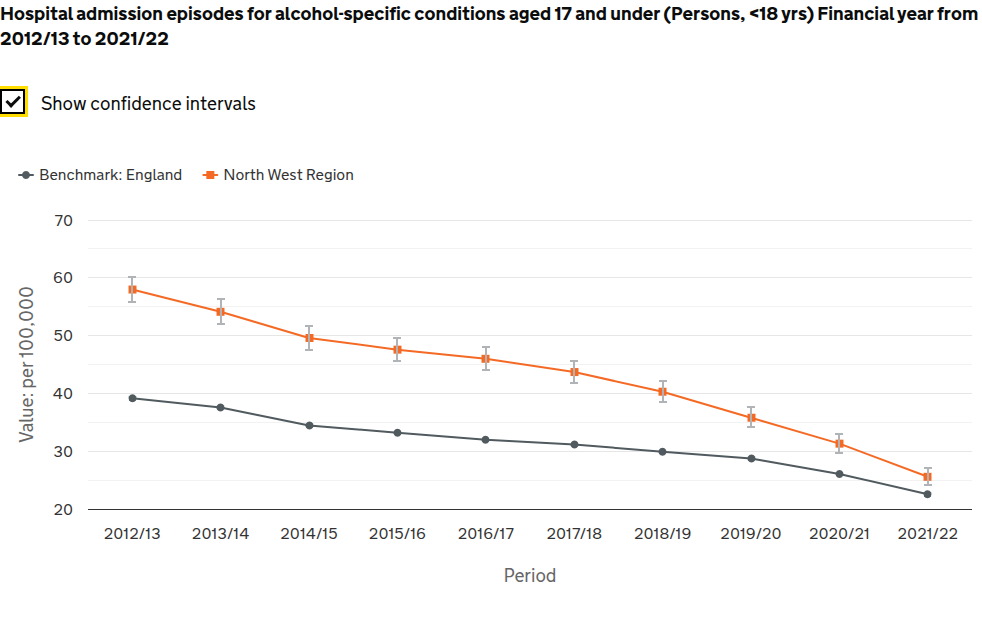 Hospital admission episodes for alcohol-specific conditions aged 17 and under (Persons, <18 yrs) Financial year from
2012/13 to 2021/22
Show confidence intervals
Benchmark: England North West Region
70
60
50
40
30
20
Value: per 100,000
2012/13 2013/14 2014/15 2015/16 2016/17 2017/18 2018/19 2019/20 2020/21 2021/22
Period